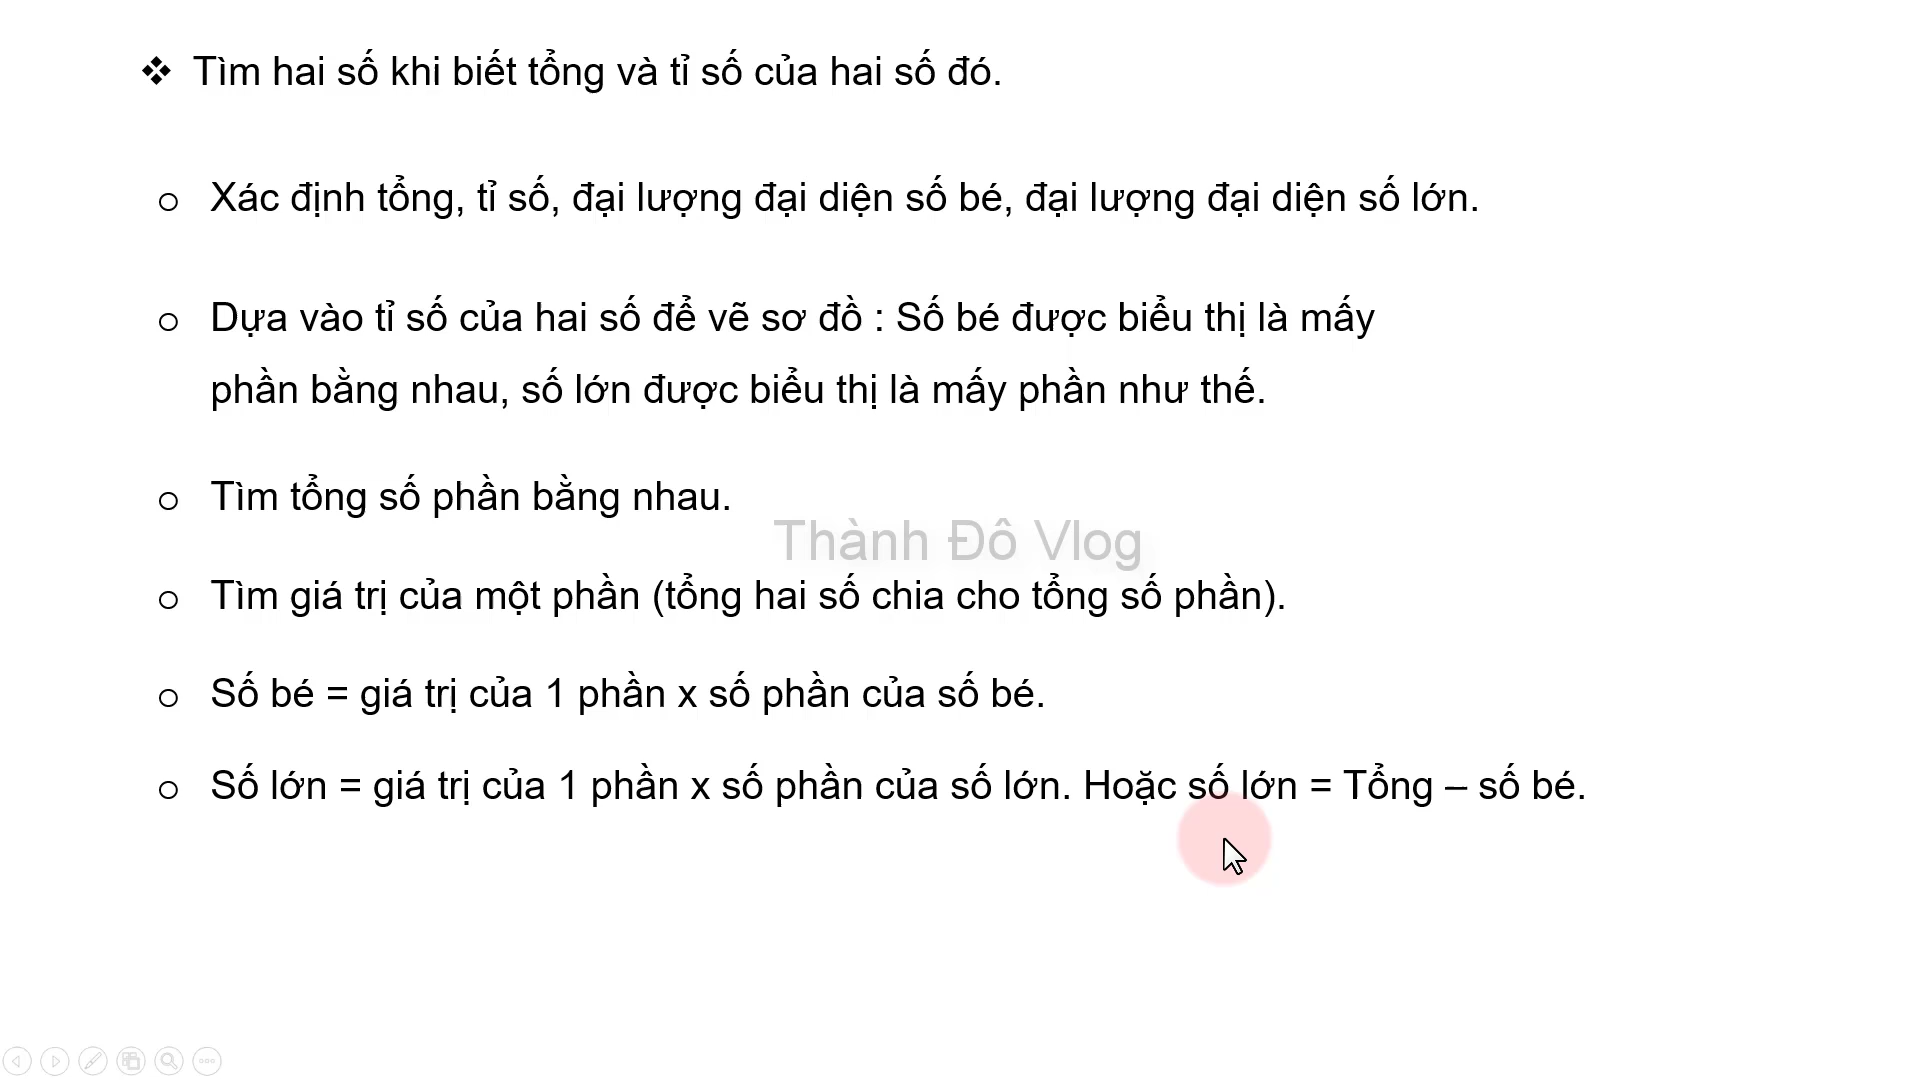 ❖ Tìm hai số khi biết tổng và tỉ số của hai số đó.
o Xác định tổng, tỉ số, đại lượng đại diện số bé, đại lượng đại diện số lớn.
o Dựa vào tỉ số của hai số để vẽ sơ đồ : Số bé được biểu thị là mấy
phần bằng nhau, số lớn được biểu thị là mấy phần như thế.
o Tìm tổng số phần bằng nhau.
Thành Đô Vlog
o Tìm giá trị của một phần (tổng hai số chia cho tổng số phần).
o Số bé = giá trị của 1 phần x số phần của số bé.
o Số lớn = giá trị của 1 phần x số phần của số lớn. Hoặc số lớn = Tổng – số bé.